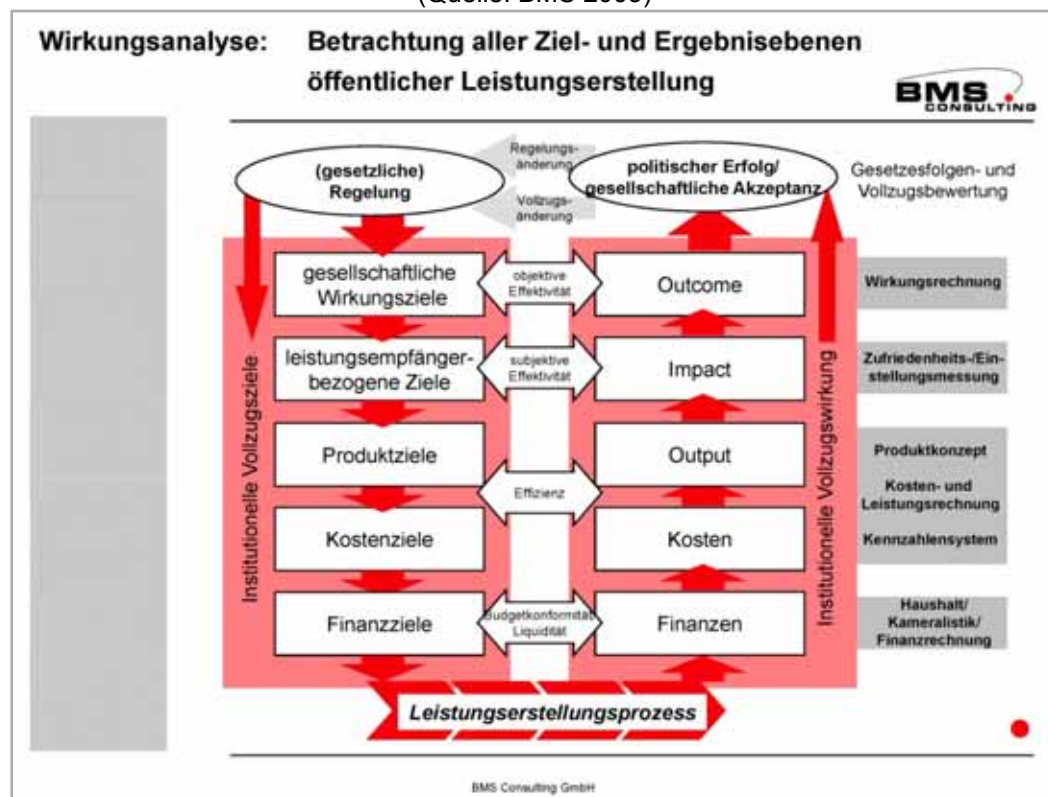 Wirkungsanalyse: Betrachtung aller Ziel- und Ergebnisebenen
öffentlicher Leistungserstellung
BMS
CONSULTING
(gesetzliche)
Regelung
Regelungs-
änderung
Vollzugs-
änderung
politischer Erfolg/
gesellschaftliche Akzeptanz
Gesetzesfolgen- und
Vollzugsbewertung
Institutionelle Vollzugsziele
gesellschaftliche
Wirkungsziele
objektive
Effektivität
Outcome
Wirkungsrechnung
leistungsempfänger-
bezogene Ziele
subjektive
Effektivität
Impact
Zufriedenheits-/Ein-
stellungsmessung
Produktziele
Output
Produktkonzept
Effizienz
Kosten- und
Leistungsrechnung
Kostenziele
Kosten
Kennzahlensystem
Finanzziele
Budgetkonformität
Liquidität
Finanzen
Haushalt/
Kameralistik/
Finanzrechnung
Institutionelle Vollzugswirkung
Leistungserstellungsprozess
BMS Consulting GmbH